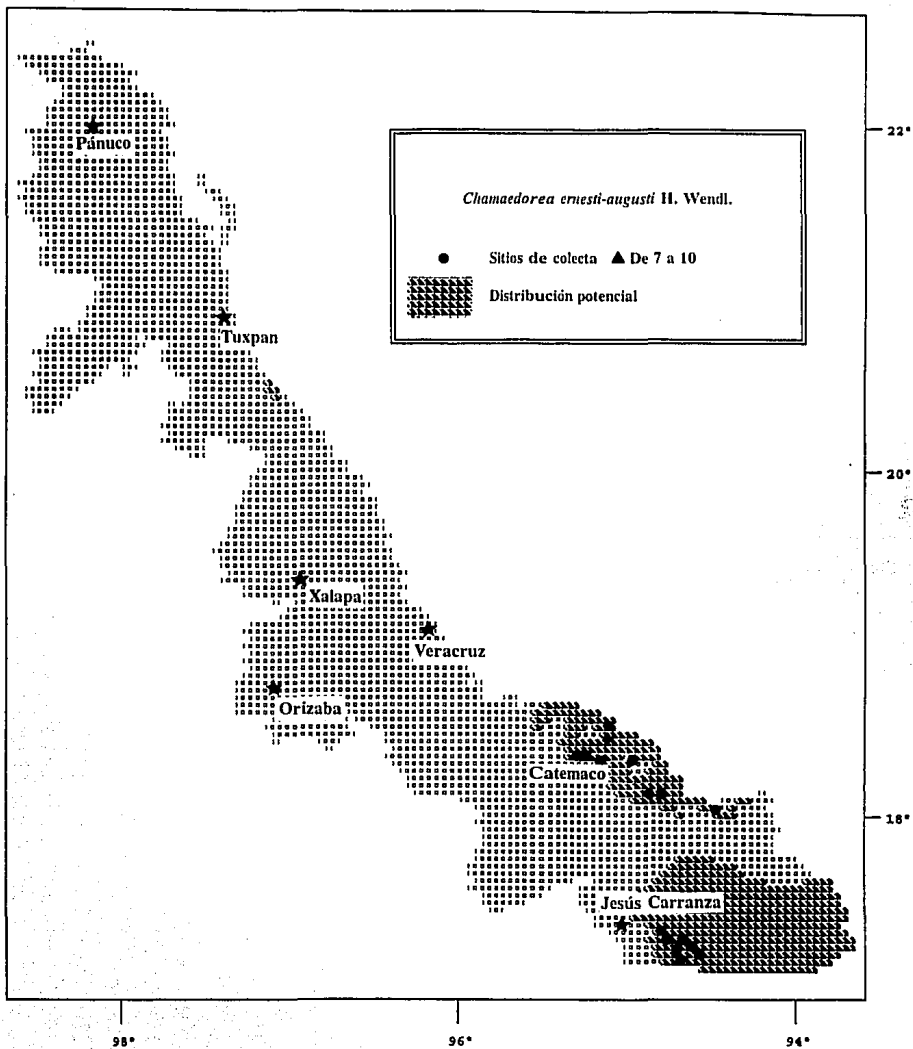 22°
Pánuco
Chamaedorea ernesti-augusti H. Wendl.
Sitios de colecta De 7 a 10
Distribución potencial
Tuxpan
20°
Xalapa
Veracruz
Orizaba
Catemaco
18°
Jesús Carranza
98° 96° 94°